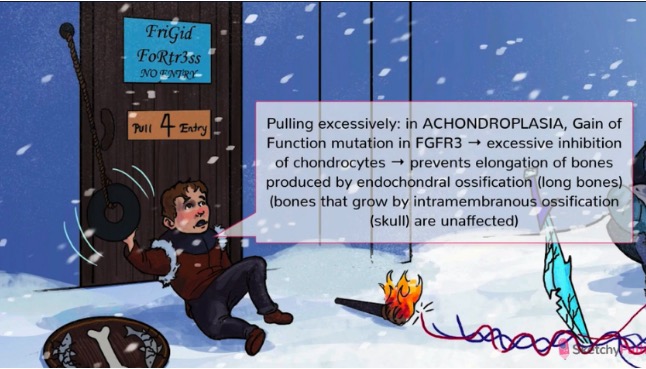 FriGid
FoRtr3ss
NO ENTRY
Pull 4 Entry
Pulling excessively: in ACHONDROPLASIA, Gain of
Function mutation in FGFR3 → excessive inhibition
of chondrocytes → prevents elongation of bones
produced by endochondral ossification (long bones)
(bones that grow by intramembranous ossification
(skull) are unaffected)